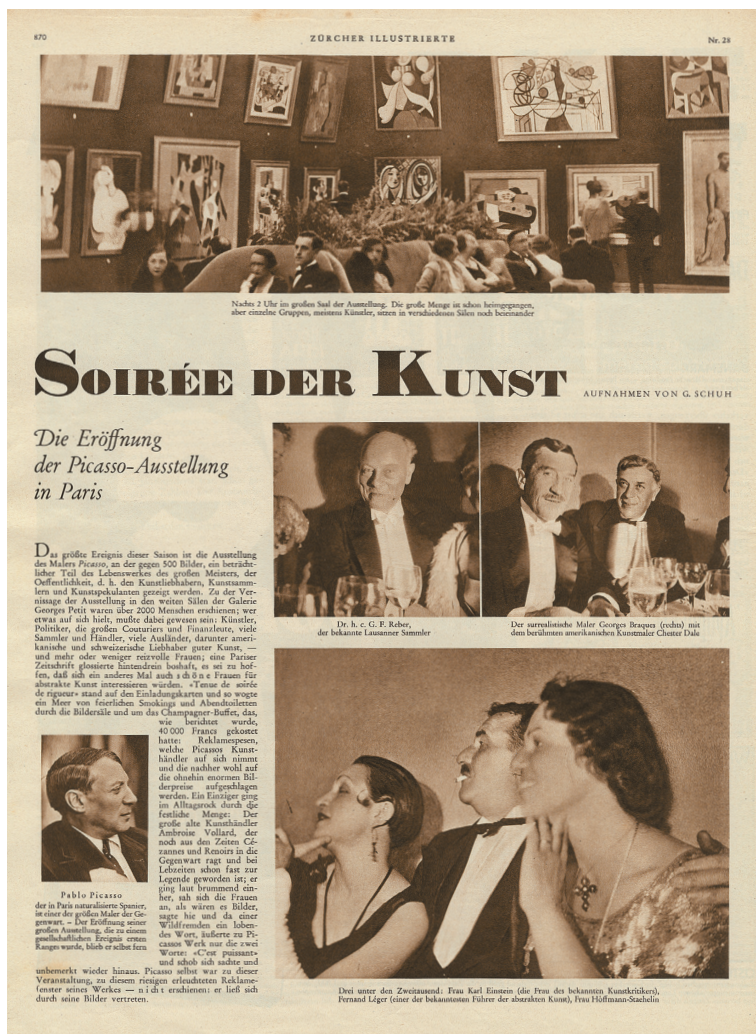 870
ZÜRCHER ILLUSTRIERTE
Nr. 28
Nachts 2 Uhr im großen Saal der Ausstellung. Die große Menge ist schon heimgegangen,
aber einzelne Gruppen, meistens Künstler, sitzen in verschiedenen Sälen noch beieinander
SOIRÉE DER KUNST
AUFNAHMEN VON G. SCHUH
Die Eröffnung
der Picasso-Ausstellung
in Paris
Das größte Ereignis dieser Saison ist die Ausstellung
des Malers Picasso, an der gegen 500 Bilder, ein beträcht-
licher Teil des Lebenswerkes des großen Meisters, der
Oeffentlichkeit, d. h. den Kunstliebhabern, Kunstsamm-
lern und Kunstspekulanten gezeigt werden. Zu der Ver-
nissage der Ausstellung in den weiten Sälen der Galerie
Georges Petit waren über 2000 Menschen erschienen; wer
etwas auf sich hielt, mußte dabei gewesen sein: Künstler,
Politiker, die großen Couturiers und Finanzleute, viele
Sammler und Händler, viele Ausländer, darunter ameri-
kanische und schweizerische Liebhaber guter Kunst, —
und mehr oder weniger reizvolle Frauen; eine Pariser
Zeitschrift glossierte hintendrein boshaft, es sei zu hof-
fen, daß sich ein anderes Mal auch schöne Frauen für
abstrakte Kunst interessieren würden. «Tenue de soirée
de rigueur» stand auf den Einladungskarten und so wogte
ein Meer von feierlichen Smokings und Abendtoiletten
durch die Bildersäle und um das Champagner-Buffet, das,
wie berichtet wurde,
40 000 Francs gekostet
hatte: Reklamespesen,
welche Picassos Kunst-
händler auf sich nimmt
und die nachher wohl auf
die ohnehin enormen Bil-
derpreise aufgeschlagen
werden. Ein Einziger ging
im Alltagsrock durch die
festliche Menge: Der
große alte Kunsthändler
Ambroise Vollard, der
noch aus den Zeiten Cé-
zannes und Renoirs in die
Gegenwart ragt und bei
Lebzeiten schon fast zur
Legende geworden ist; er
ging laut brummend ein-
her, sah sich die Frauen
an, als wären es Bilder,
sagte hie und da einer
Wildfremden ein loben-
des Wort, äußerte zu Pi-
cassos Werk nur die zwei
Worte: «C'est puissant»
und schob sich sachte und
unbemerkt wieder hinaus. Picasso selbst war zu dieser
Veranstaltung, zu diesem riesigen erleuchteten Reklame-
fenster seines Werkes — nicht erschienen: er ließ sich
durch seine Bilder vertreten.
Pablo Picasso
der in Paris naturalisierte Spanier,
ist einer der größen Maler der Ge-
genwart. – Der Eröffnung seiner
großen Ausstellung, die zu einem
gesellschaftlichen Ereignis ersten
Ranges wurde, blieb er selbst fern
Dr. h. c. G. F. Reber,
der bekannte Lausanner Sammler
Der surrealistische Maler Georges Braques (rechts) mit
dem berühmten amerikanischen Kunstmaler Chester Dale
Drei unter den Zweitausend: Frau Karl Einstein (die Frau des bekannten Kunstkritikers),
Fernand Léger (einer der bekanntesten Führer der abstrakten Kunst), Frau Hoffmann-Staehelin